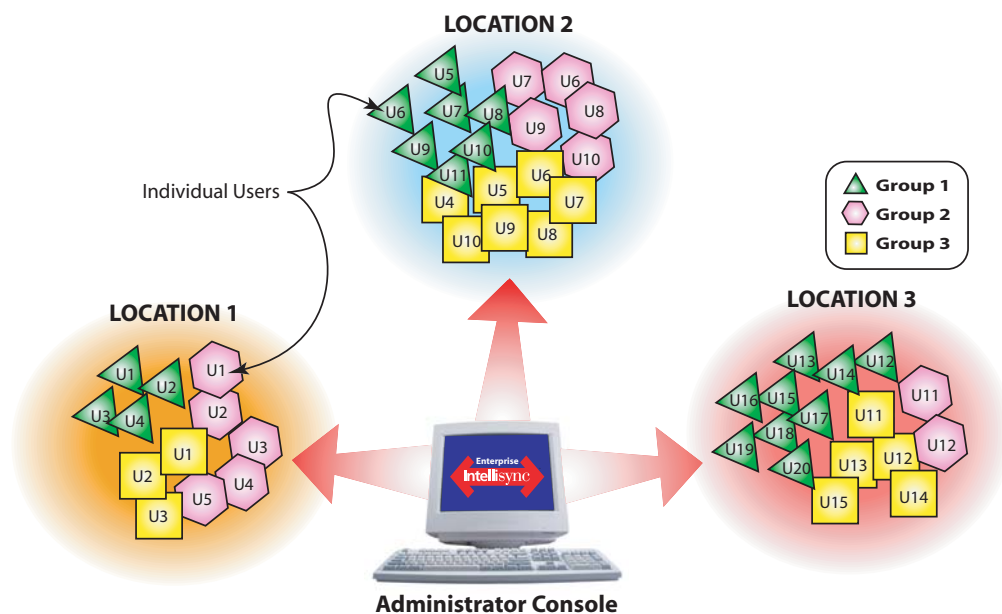 LOCATION 2
U5
U7
U6
U6
U7
U8
U8
U9
U9
U10
U10
U11
U6
U5
U4
U7
U9
U10
U8
Individual Users
Group 1
Group 2
Group 3
LOCATION 1
U1
U1
U2
U3
U4
U2
U3
U1
U2
U4
U5
U3
LOCATION 3
U13
U12
U14
U16
U15
U11
U11
U17
U18
U12
U19
U20
U13
U12
U15
U14
Enterprise
Intellisync
Administrator Console